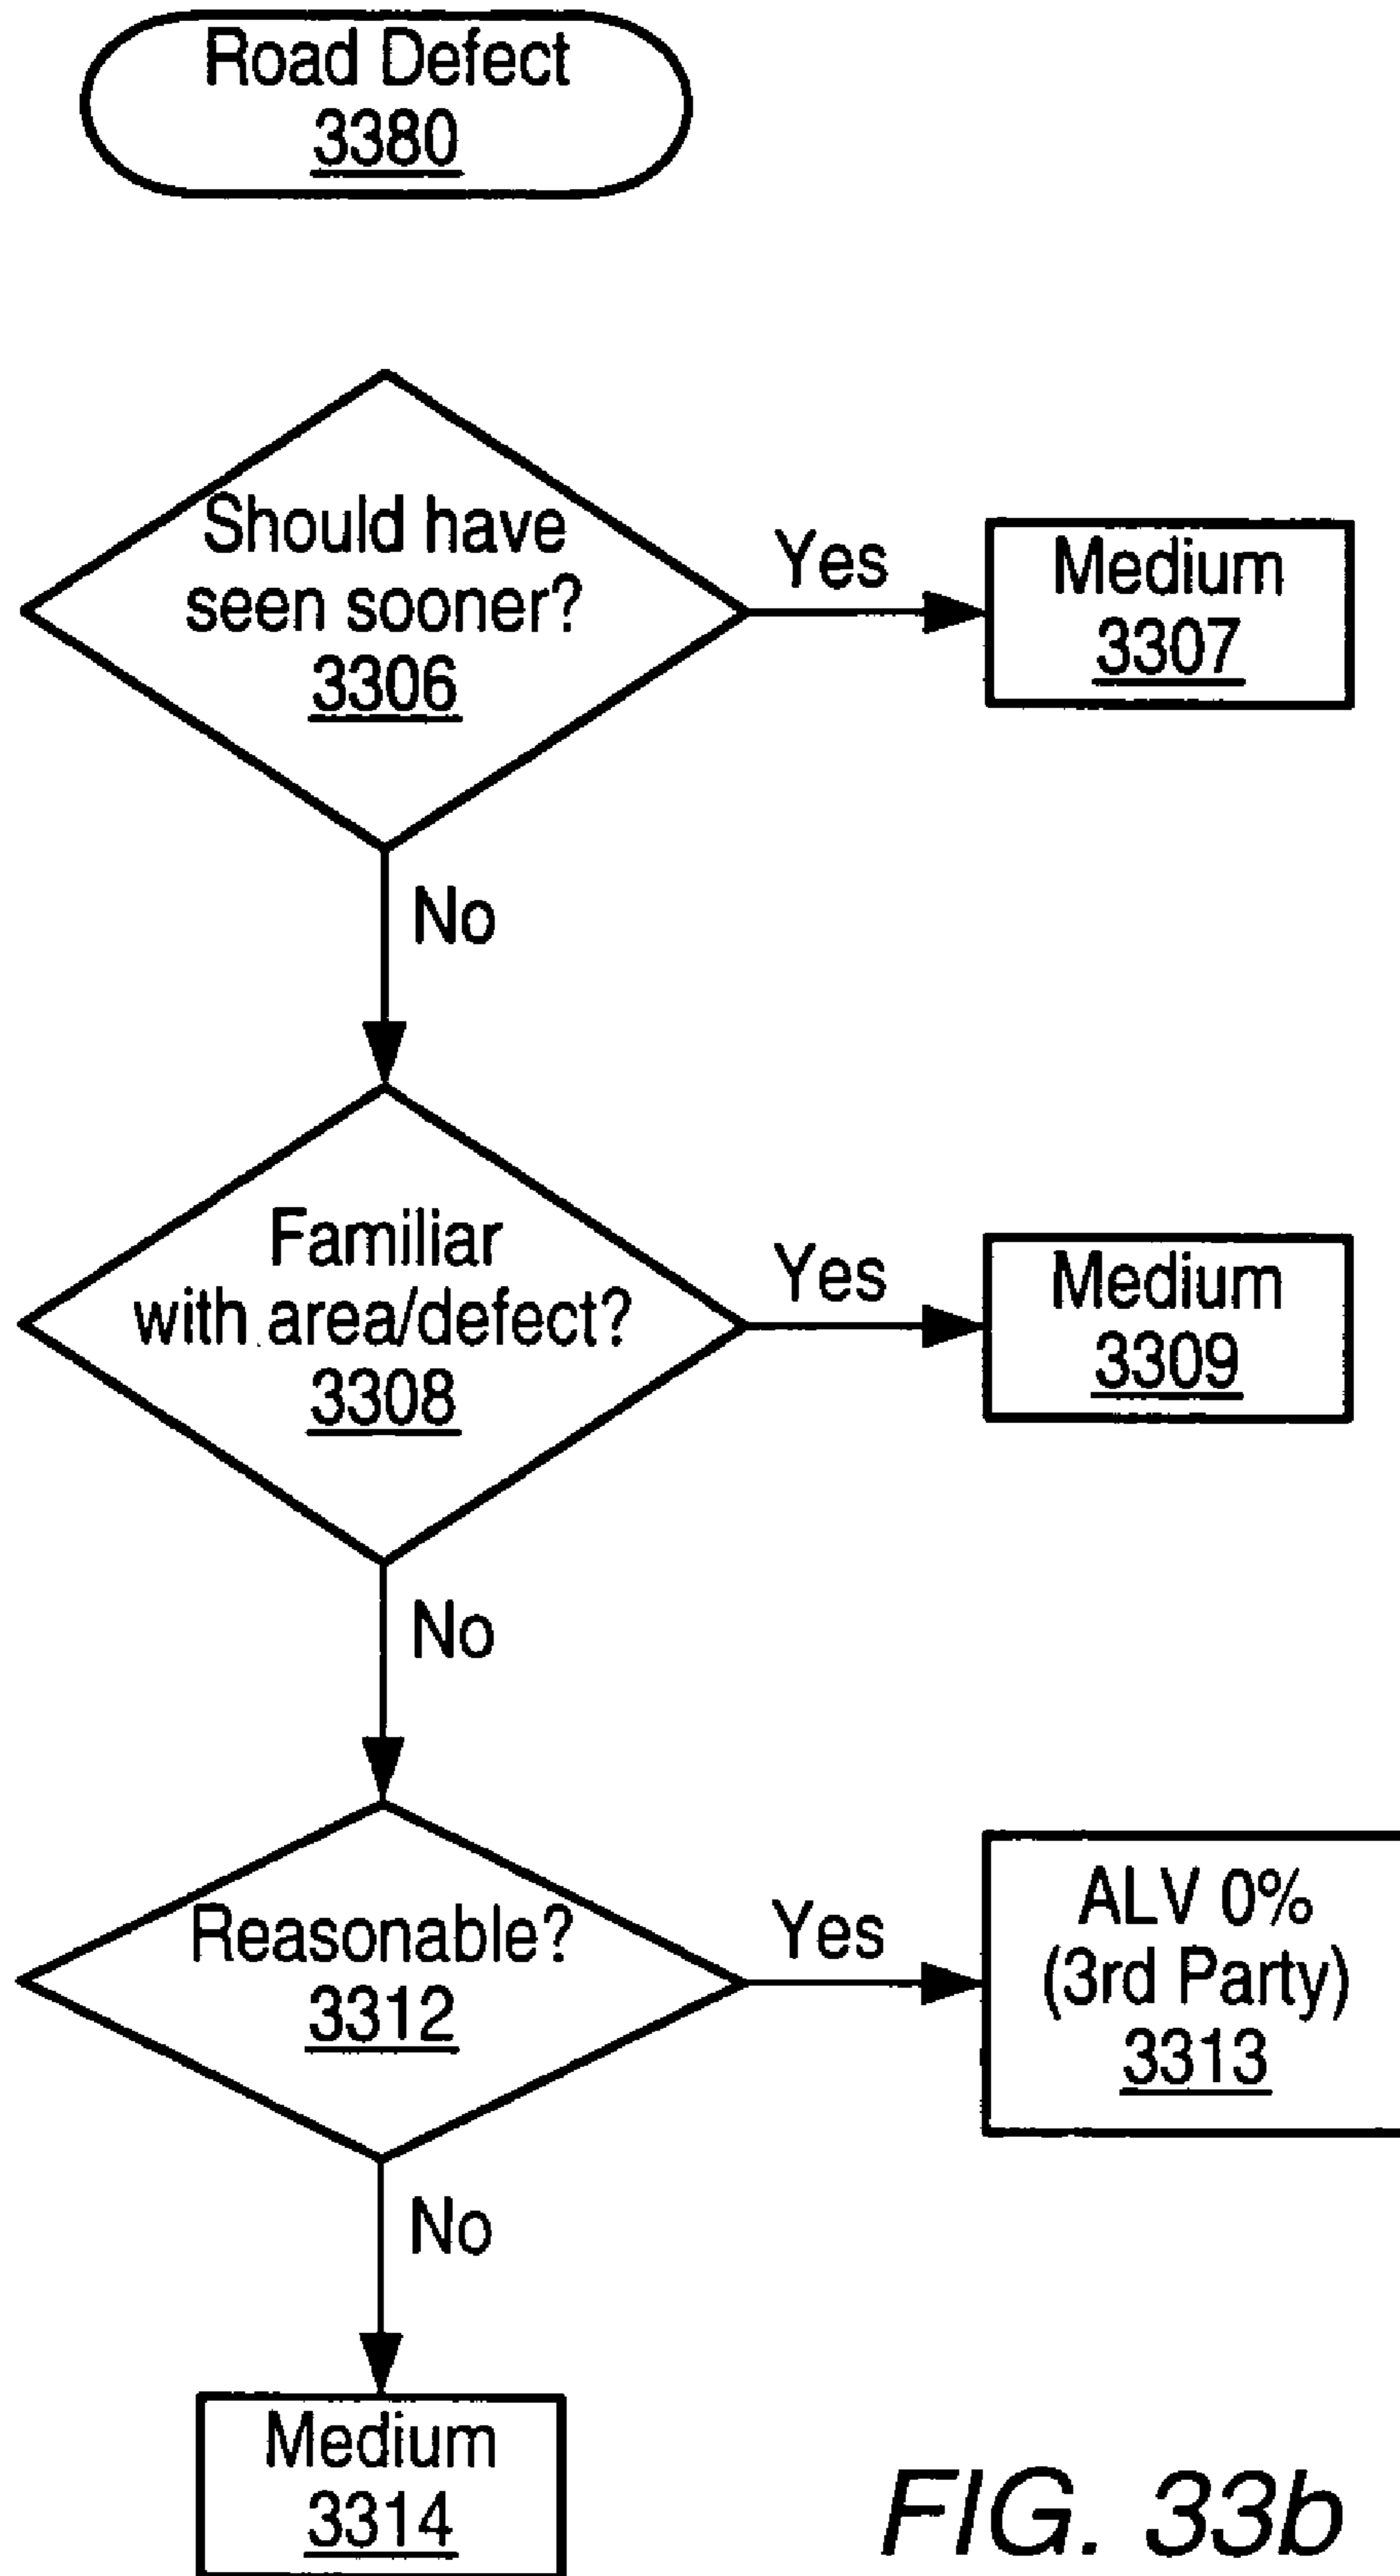 Road Defect
3380
Should have
seen sooner?
3306
Yes
Medium
3307
No
Familiar
with area/defect?
3308
Yes
Medium
3309
No
Reasonable?
3312
Yes
ALV 0%
(3rd Party)
3313
No
Medium
3314
FIG. 33b